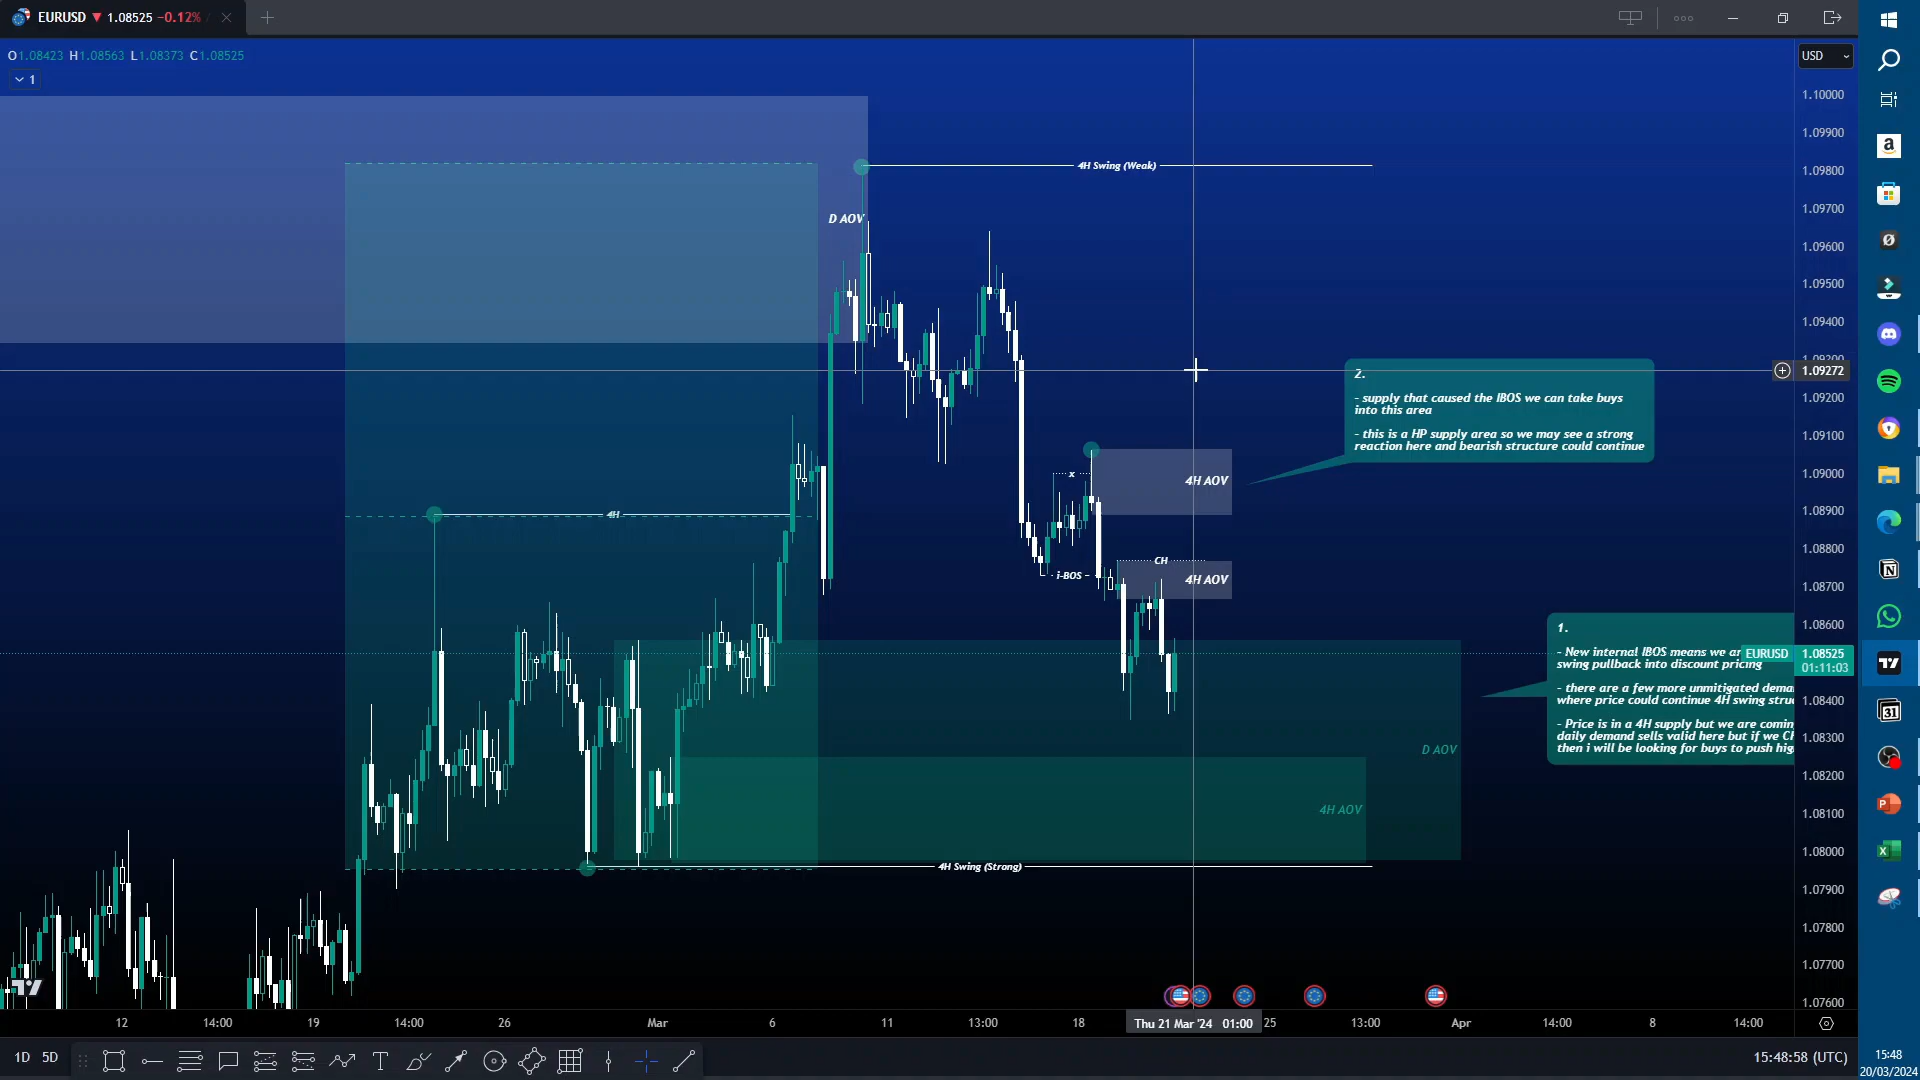 EURUSD ▼ 1.08525 −0.12% /
O1.08423 H1.08563 L1.08373 C1.08525
1
USD
1.10000
1.09900
1.09800
1.09700
1.09600
1.09500
1.09400
1.09300
1.09272
1.09200
1.09100
1.09000
1.08900
1.08800
1.08700
1.08600
EURUSD 1.08525
01:11:03
1.08400
1.08300
1.08200
1.08100
1.08000
1.07900
1.07800
1.07700
1.07600
4H Swing (Weak)
D AOV
2.
- supply that caused the IBOS we can take buys
into this area
- this is a HP supply area so we may see a strong
reaction here and bearish structure could continue
x
4H AOV
4H
CH
i-BOS
4H AOV
1.
- New internal IBOS means we ar
swing pullback into discount pricing
- there are a few more unmitigated dema
where price could continue 4H swing stru
- Price is in a 4H supply but we are comin
daily demand sells valid here but if we CH
then i will be looking for buys to push hig
D AOV
4H AOV
4H Swing (Strong)
12 14:00 19 14:00 26 Mar 6 11 13:00 18 Thu 21 Mar '24 01:00 25 13:00 Apr 14:00 8 14:00
1D 5D
15:48:58 (UTC)
a
N
31
P
X
15:48
20/03/2024